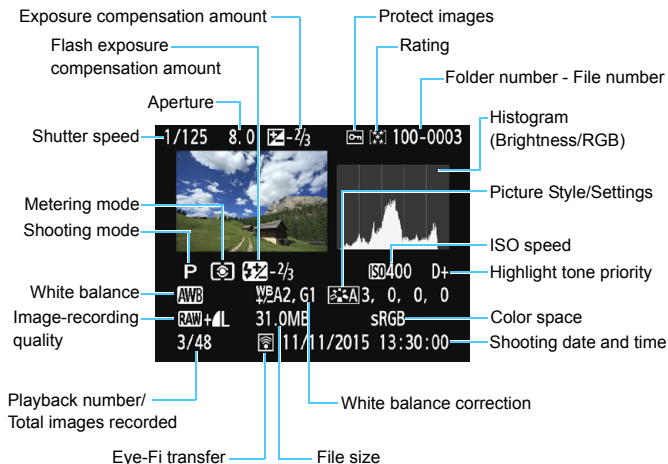 Exposure compensation amount
Protect images
Flash exposure
compensation amount
Rating
Folder number - File number
Aperture
Histogram
(Brightness/RGB)
Shutter speed
1/125 8.0 -2/3 100-0003
Picture Style/Settings
Metering mode
Shooting mode
ISO speed
P -2/3 ISO400 D+
Highlight tone priority
White balance
AWB WB+/-A2, G1 A3, 0, 0, 0
Image-recording
quality
RAW+L 31.0MB sRGB
Color space
3/48 11/11/2015 13:30:00
Shooting date and time
Playback number/
Total images recorded
White balance correction
Eye-Fi transfer
File size